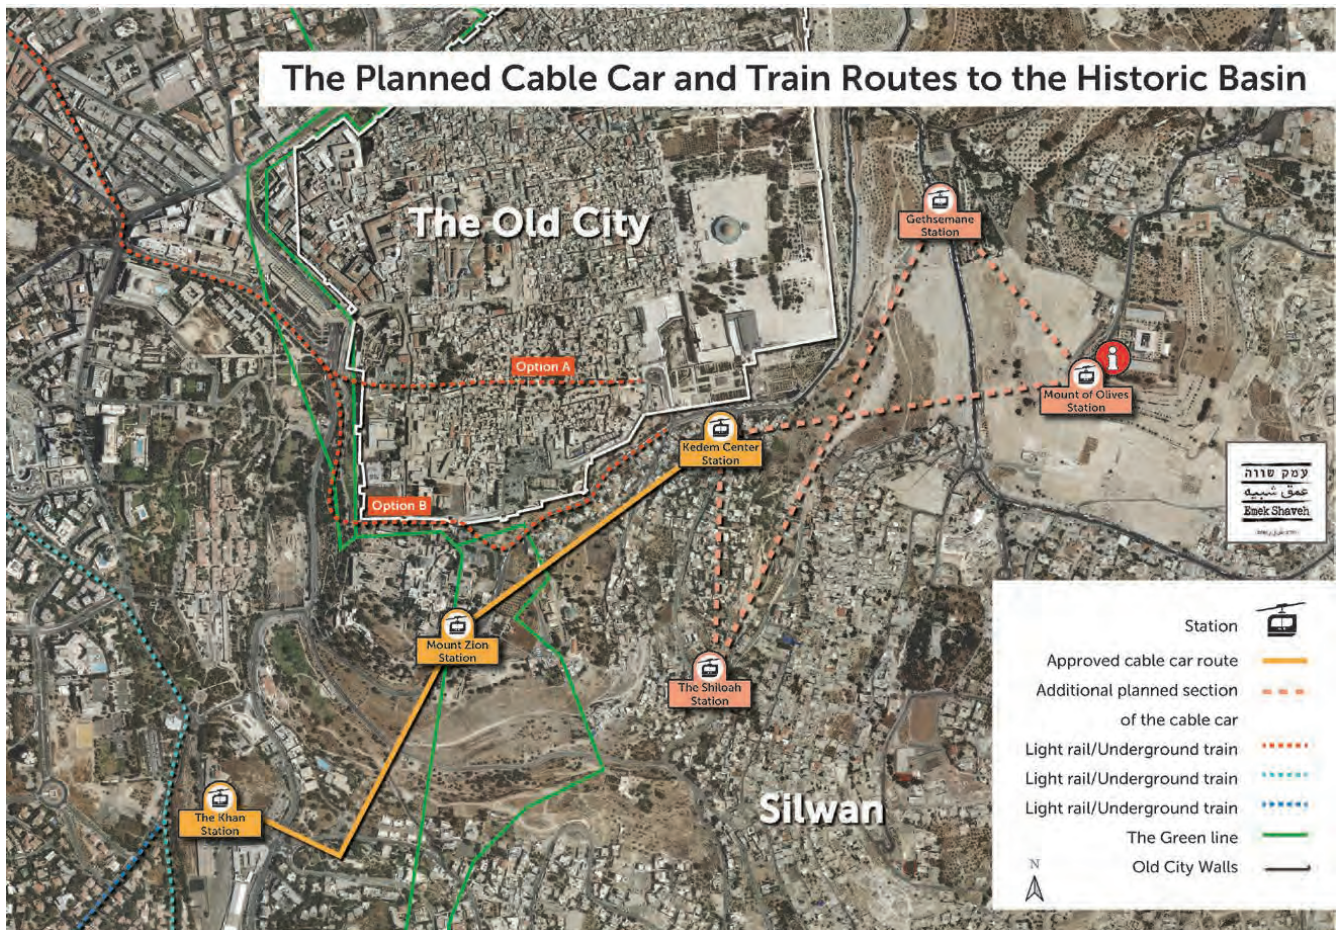 The Planned Cable Car and Train Routes to the Historic Basin
The Old City
Gethsemane
Station
Option A
Mount of Olives
Station
Kedem Center
Station
Option B
עמק שווה
عمق شبيه
Emek Shaveh
Mount Zion
Station
The Shiloah
Station
The Khan
Station
Silwan
Station
Approved cable car route
Additional planned section
of the cable car
Light rail/Underground train
Light rail/Underground train
Light rail/Underground train
The Green line
Old City Walls
N